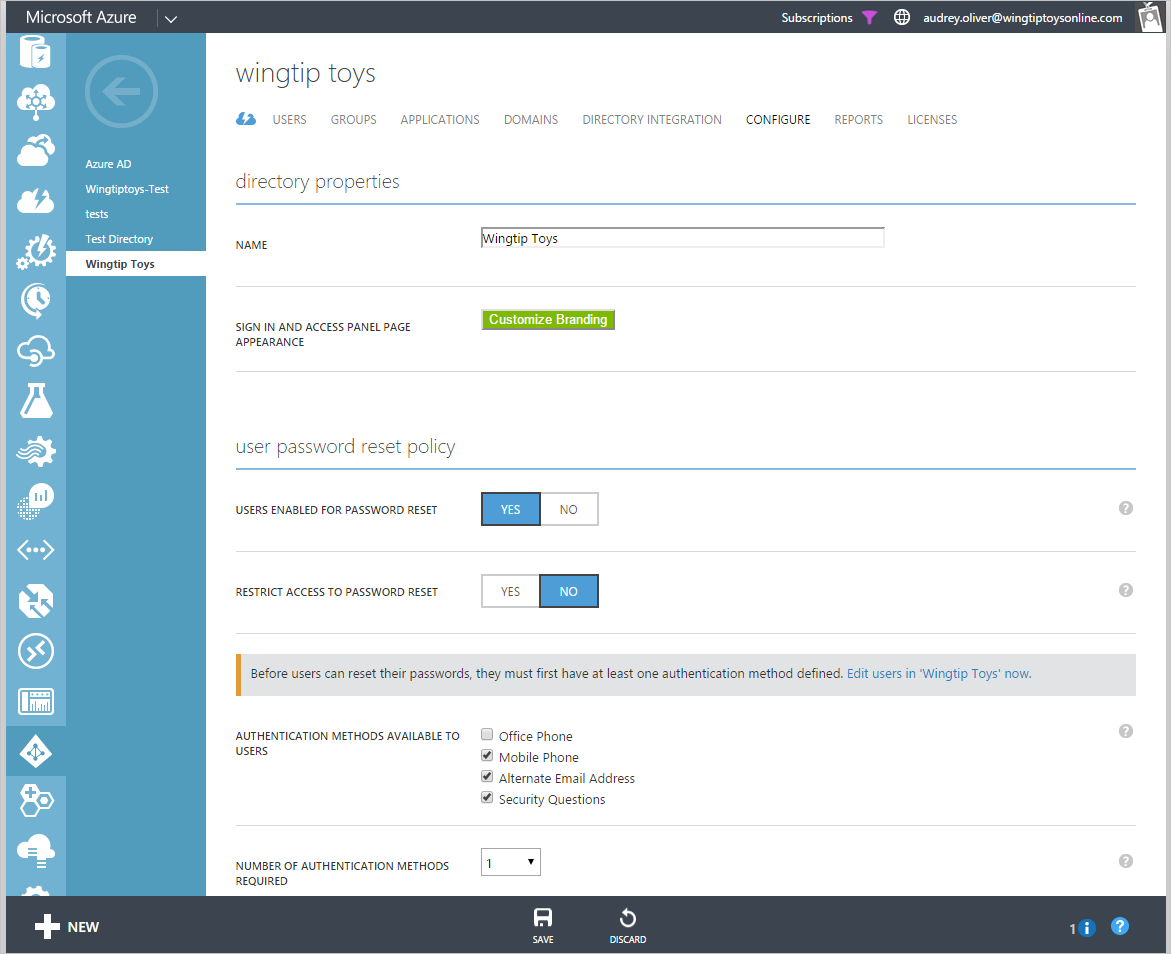 Microsoft Azure
Subscriptions audrey.oliver@wingtiptoysonline.com
Azure AD
Wingtiptoys-Test
tests
Test Directory
Wingtip Toys
wingtip toys
USERS GROUPS APPLICATIONS DOMAINS DIRECTORY INTEGRATION CONFIGURE REPORTS LICENSES
directory properties
NAME Wingtip Toys
SIGN IN AND ACCESS PANEL PAGE
APPEARANCE
Customize Branding
user password reset policy
USERS ENABLED FOR PASSWORD RESET YES NO ?
RESTRICT ACCESS TO PASSWORD RESET YES NO ?
Before users can reset their passwords, they must first have at least one authentication method defined. Edit users in 'Wingtip Toys' now.
AUTHENTICATION METHODS AVAILABLE TO
USERS
?
Office Phone
Mobile Phone
Alternate Email Address
Security Questions
NUMBER OF AUTHENTICATION METHODS
REQUIRED
1
?
NEW SAVE DISCARD 1 i ?